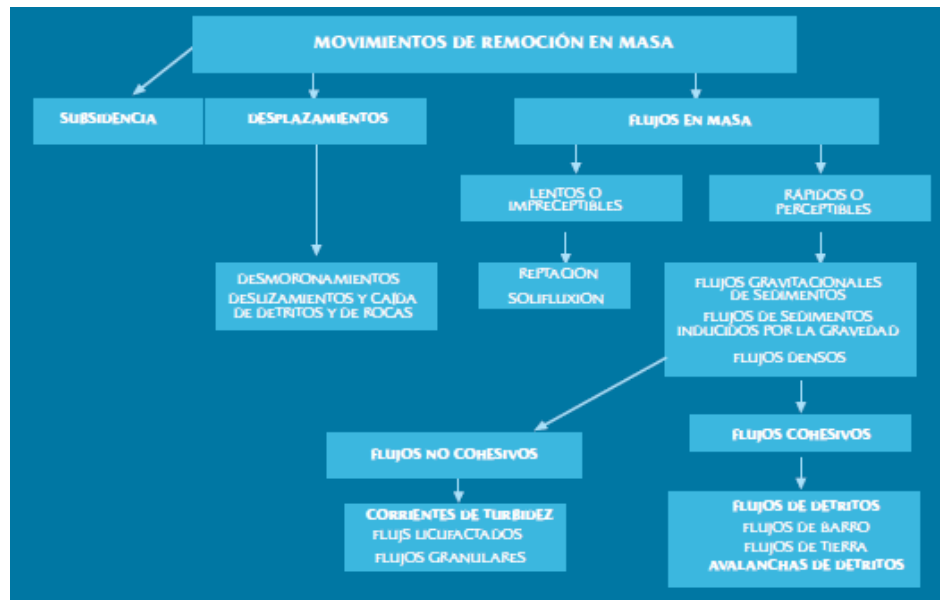 MOVIMIENTOS DE REMOCIÓN EN MASA
SUBSIDENCIA
DESPLAZAMIENTOS
FLUJOS EN MASA
LENTOS O
IMPRECEPTIBLES
RÁPIDOS O
PERCEPTIBLES
DESMORONAMIENTOS
DESLIZAMIENTOS Y CAÍDA
DE DETRITOS Y DE ROCAS
REPTACIÓN
SOLIFLUXIÓN
FLUJOS GRAVITACIONALES
DE SEDIMENTOS
FLUJOS DE SEDIMENTOS
INDUCIDOS POR LA GRAVEDAD
FLUJOS DENSOS
FLUJOS NO COHESIVOS
FLUJOS COHESIVOS
CORRIENTES DE TURBIDEZ
FLUJS LICUFACTADOS
FLUJOS GRANULARES
FLUJOS DE DETRITOS
FLUJOS DE BARRO
FLUJOS DE TIERRA
AVALANCHAS DE DETRITOS